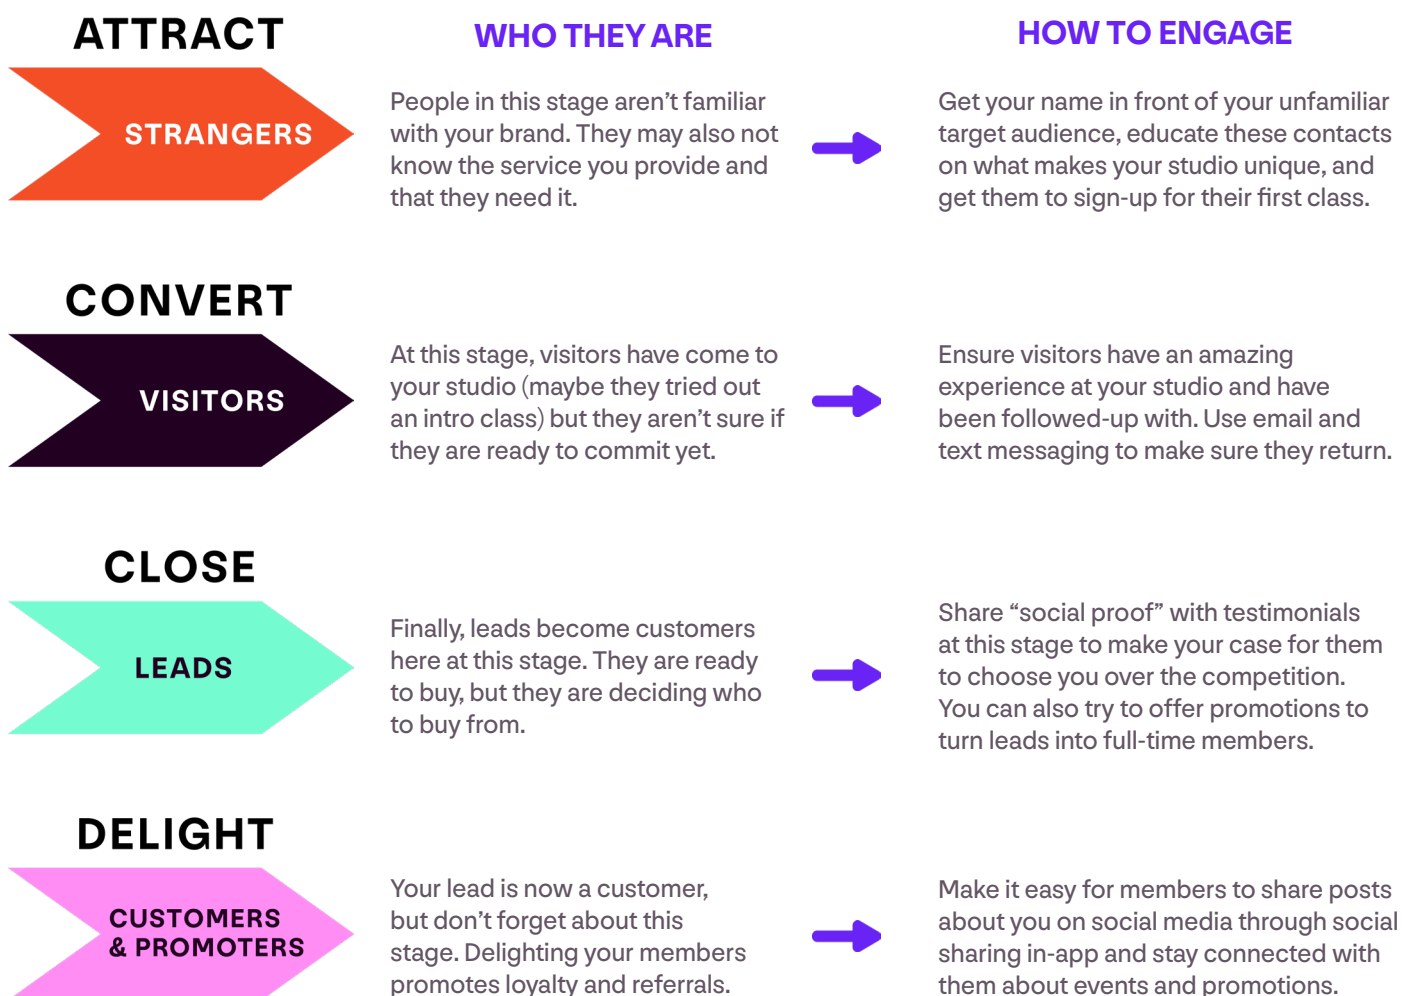 ATTRACT
WHO THEY ARE
HOW TO ENGAGE
STRANGERS
People in this stage aren’t familiar
with your brand. They may also not
know the service you provide and
that they need it.
Get your name in front of your unfamiliar
target audience, educate these contacts
on what makes your studio unique, and
get them to sign-up for their first class.
CONVERT
VISITORS
At this stage, visitors have come to
your studio (maybe they tried out
an intro class) but they aren’t sure if
they are ready to commit yet.
Ensure visitors have an amazing
experience at your studio and have
been followed-up with. Use email and
text messaging to make sure they return.
CLOSE
LEADS
Finally, leads become customers
here at this stage. They are ready
to buy, but they are deciding who
to buy from.
Share “social proof” with testimonials
at this stage to make your case for them
to choose you over the competition.
You can also try to offer promotions to
turn leads into full-time members.
DELIGHT
CUSTOMERS
& PROMOTERS
Your lead is now a customer,
but don’t forget about this
stage. Delighting your members
promotes loyalty and referrals.
Make it easy for members to share posts
about you on social media through social
sharing in-app and stay connected with
them about events and promotions.